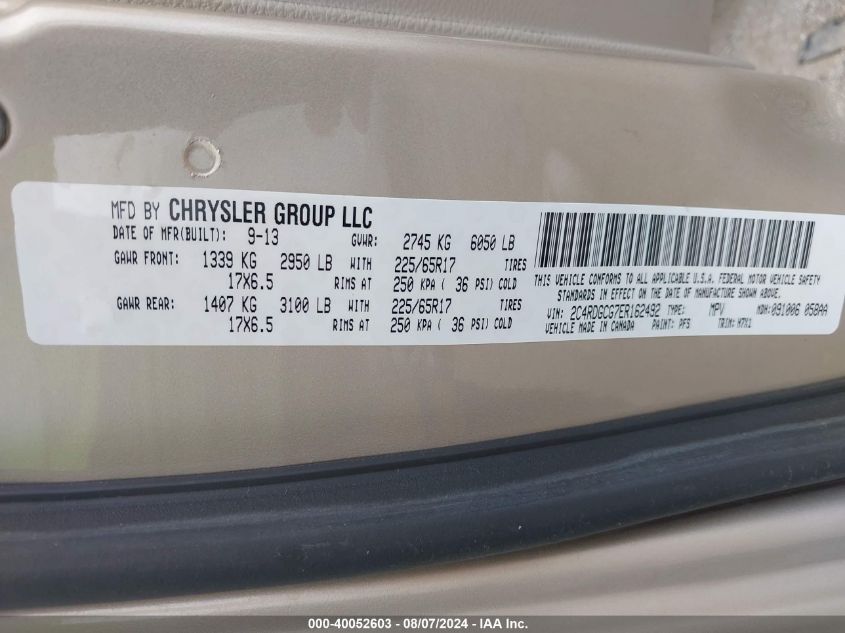 MFD BY CHRYSLER GROUP LLC
DATE OF MFR(BUILT): 9-13 GVWR: 2745 KG 6050 LB
GAWR FRONT: 1339 KG 2950 LB WITH 225/65R17 TIRES
17X6.5 RIMS AT 250 KPA ( 36 PSI) COLD
GAWR REAR: 1407 KG 3100 LB WITH 225/65R17 TIRES
17X6.5 RIMS AT 250 KPA ( 36 PSI) COLD
THIS VEHICLE CONFORMS TO ALL APPLICABLE U.S.A. FEDERAL MOTOR VEHICLE SAFETY
STANDARDS IN EFFECT ON THE DATE OF MANUFACTURE SHOWN ABOVE.
VIN: 2C4RDGCG7ER162492 TYPE: MPV MDH:091006 058AA
VEHICLE MADE IN CANADA PAINT: PFS TRIM:
000-40052603 - 08/07/2024 - IAA Inc.